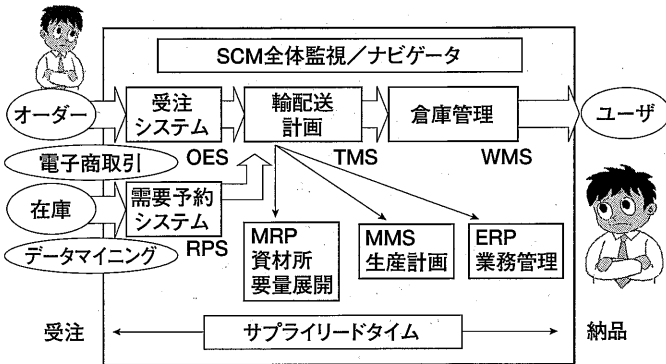 SCM全体監視／ナビゲータ
オーダー
受注
システム
輸配送
計画
倉庫管理
ユーザ
電子商取引
OES
TMS
WMS
在庫
需要予約
システム
データマイニング
RPS
MRP
資材所
要量展開
MMS
生産計画
ERP
業務管理
受注
サプライリードタイム
納品